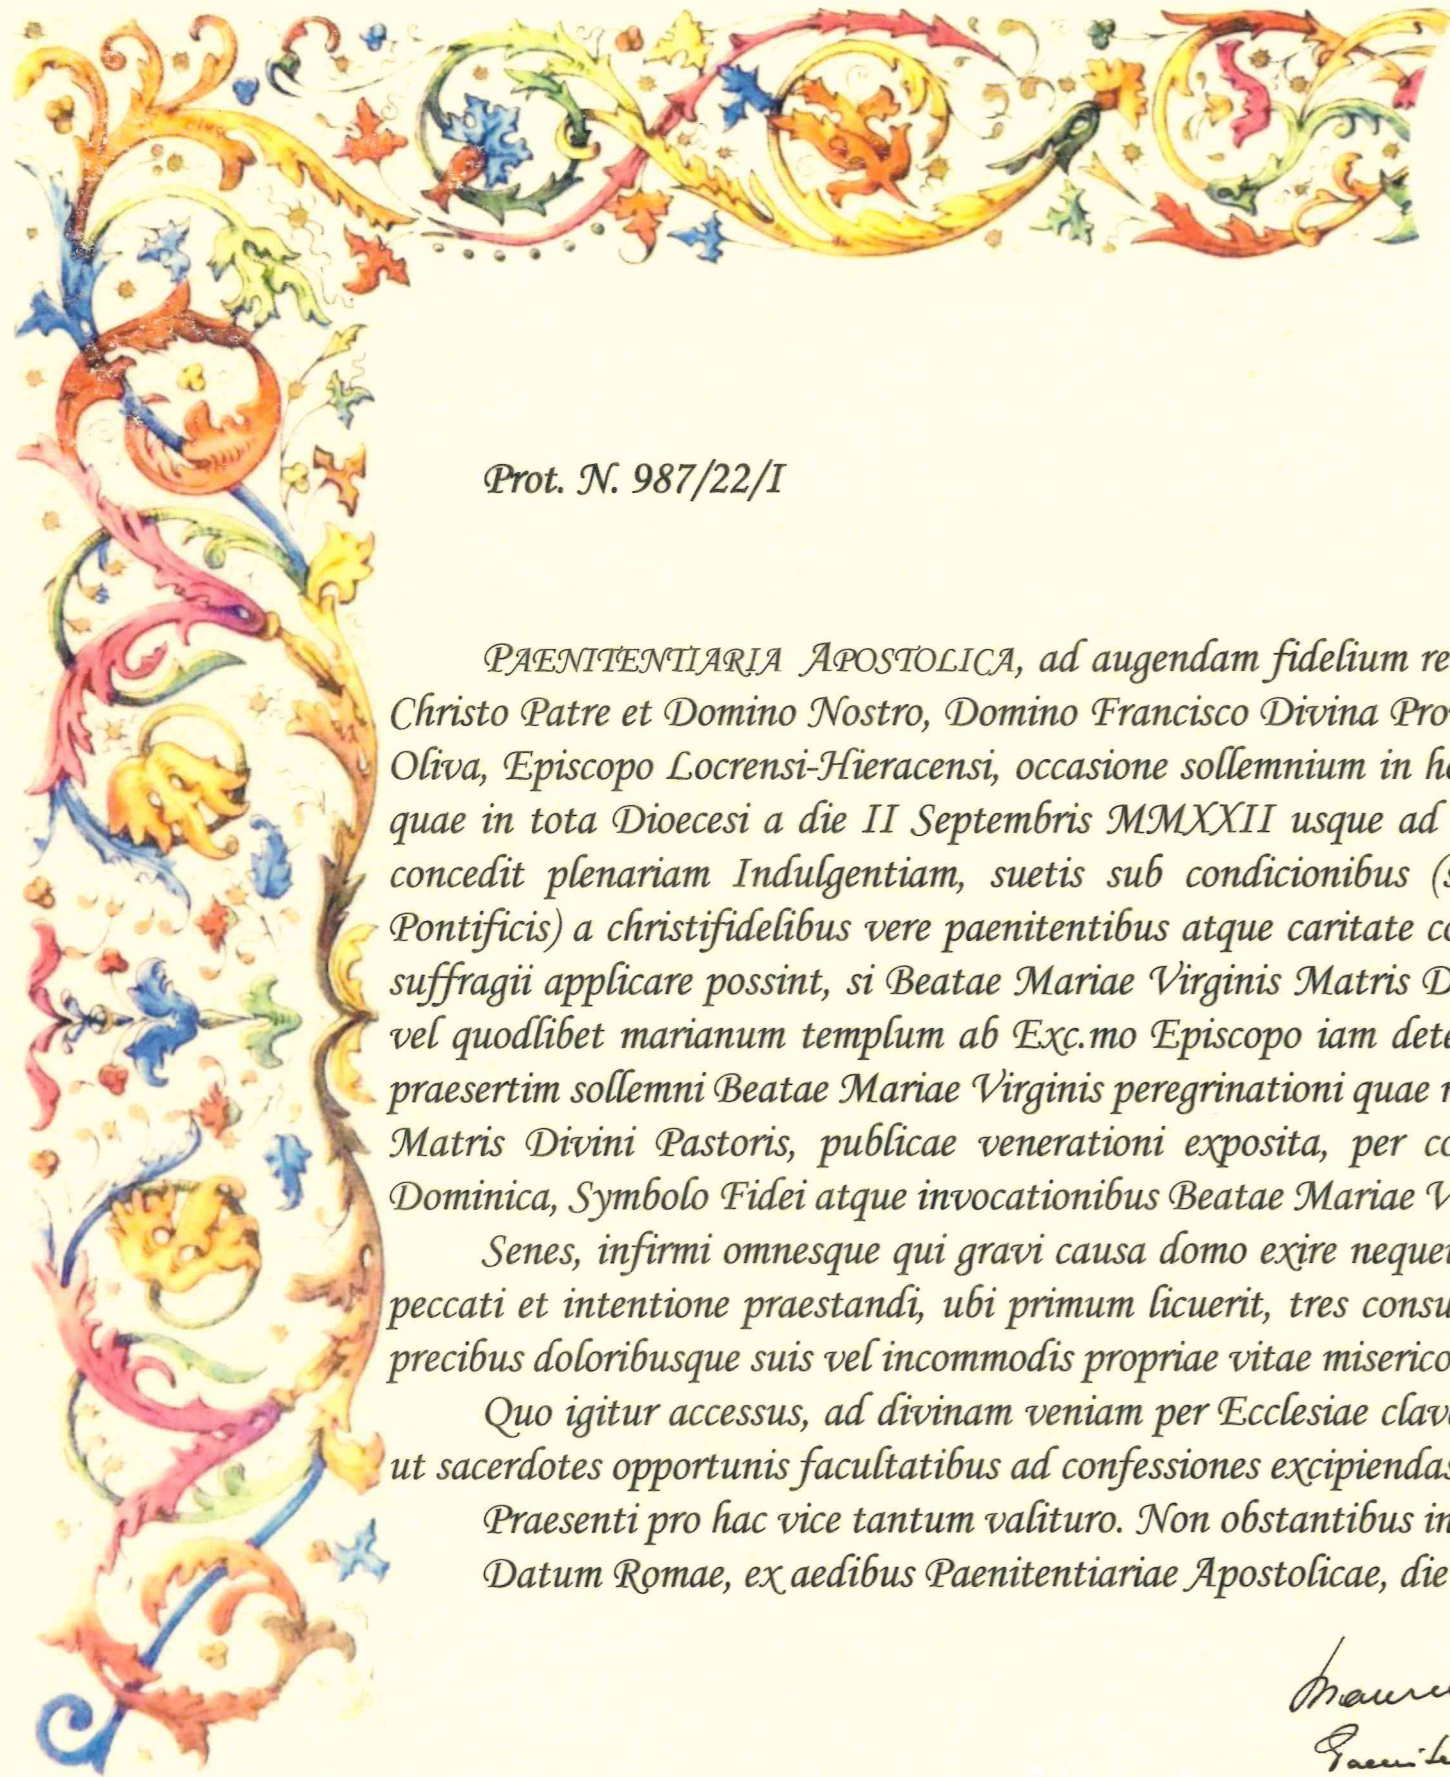 Prot. N. 987/22/I
PAENITENTIARIA APOSTOLICA, ad augendam fidelium re
Christo Patre et Domino Nostro, Domino Francisco Divina Pro
Oliva, Episcopo Locrensi-Hieracensi, occasione sollemnium in ho
quae in tota Dioecesi a die II Septembris MMXXII usque ad
concedit plenariam Indulgentiam, suetis sub condicionibus (s
Pontificis) a christifidelibus vere paenitentibus atque caritate co
suffragii applicare possint, si Beatae Mariae Virginis Matris D
vel quodlibet marianum templum ab Exc.mo Episcopo iam dete
praesertim sollemni Beatae Mariae Virginis peregrinationi quae
Matris Divini Pastoris, publicae venerationi exposita, per co
Dominica, Symbolo Fidei atque invocationibus Beatae Mariae V
Senes, infirmi omnesque qui gravi causa domo exire nequei
peccati et intentione praestandi, ubi primum licuerit, tres consu
precibus doloribusque suis vel incommodis propriae vitae miserico
Quo igitur accessus, ad divinam veniam per Ecclesiae clav
ut sacerdotes opportunis facultatibus ad confessiones excipiendas
Praesenti pro hac vice tantum valituro. Non obstantibus in
Datum Romae, ex aedibus Paenitentiariae Apostolicae, die